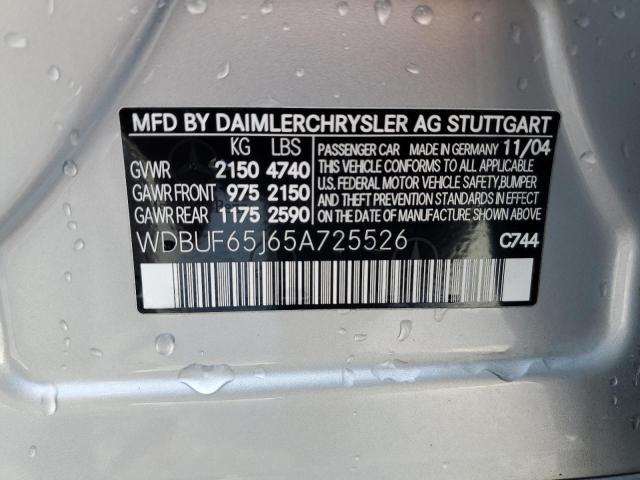 MFD BY DAIMLERCHRYSLER AG STUTTGART
KG LBS
GVWR 2150 4740
GAWR FRONT 975 2150
GAWR REAR 1175 2590
PASSENGER CAR MADE IN GERMANY 11/04
THIS VEHICLE CONFORMS TO ALL APPLICABLE
U.S. FEDERAL MOTOR VEHICLE SAFETY, BUMPER,
AND THEFT PREVENTION STANDARDS IN EFFECT
ON THE DATE OF MANUFACTURE SHOWN ABOVE.
WDBUF65J65A725526 C744